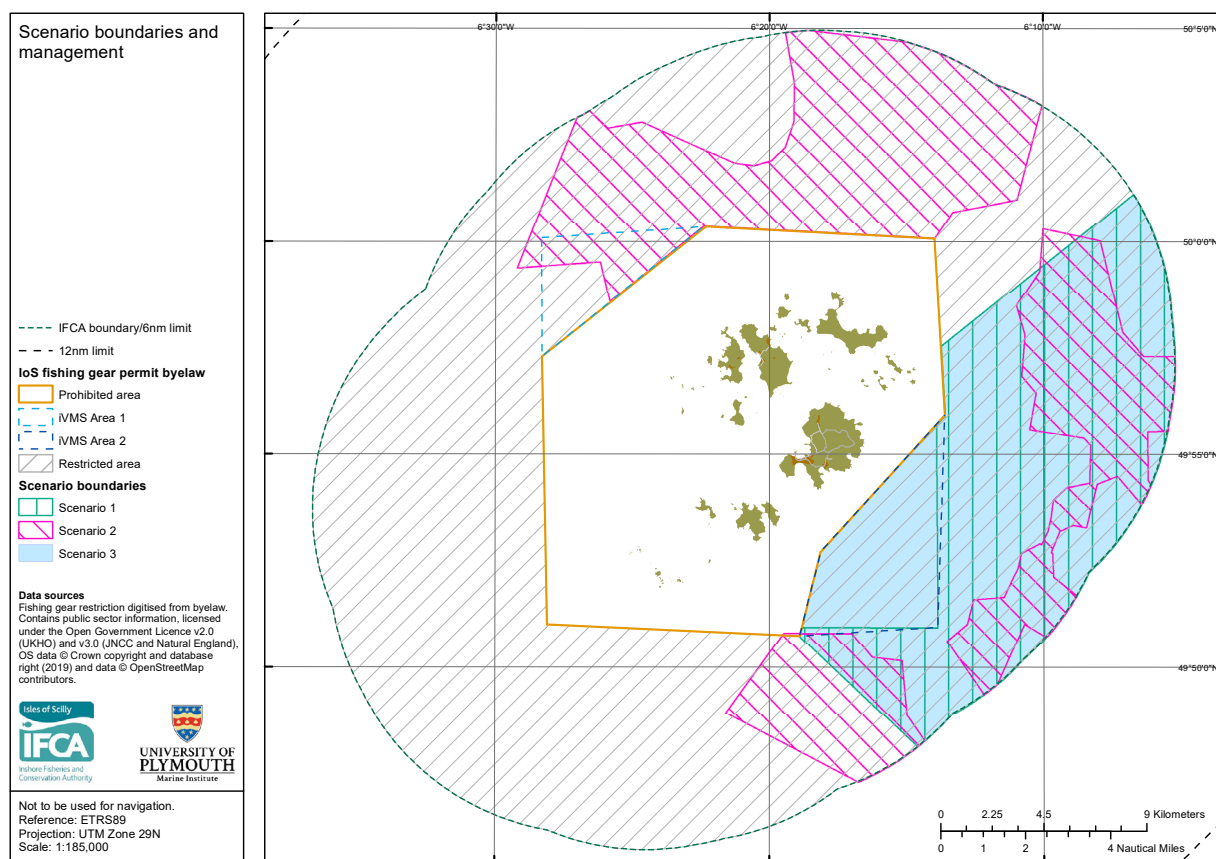 Scenario boundaries and
management
IFCA boundary/6nm limit
12nm limit
IoS fishing gear permit byelaw
Prohibited area
iVMS Area 1
iVMS Area 2
Restricted area
Scenario boundaries
Scenario 1
Scenario 2
Scenario 3
Data sources
Fishing gear restriction digitised from byelaw.
Contains public sector information, licensed
under the Open Government Licence v2.0
(UKHO) and v3.0 (JNCC and Natural England),
OS data © Crown copyright and database
right (2019) and data © OpenStreetMap
contributors.
Isles of Scilly
IFCA
Inshore Fisheries and
Conservation Authority
UNIVERSITY OF
PLYMOUTH
Marine Institute
Not to be used for navigation.
Reference: ETRS89
Projection: UTM Zone 29N
Scale: 1:185,000
6°30'0"W
6°20'0"W
6°10'0"W
50°5'0"N
50°0'0"N
49°55'0"N
49°50'0"N
0 2.25 4.5 9 Kilometers
0 1 2 4 Nautical Miles